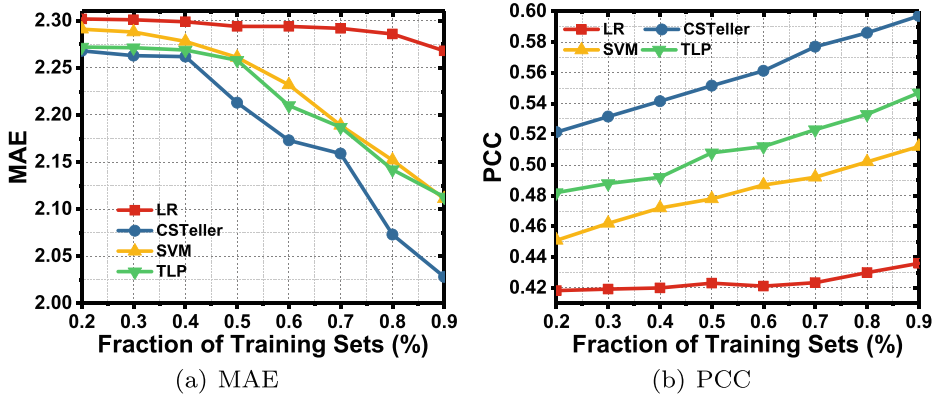 2.30
2.25
2.20
2.15
2.10
2.05
2.00
MAE
LR
CSTeller
SVM
TLP
0.2 0.3 0.4 0.5 0.6 0.7 0.8 0.9
Fraction of Training Sets (%)
(a) MAE
0.60
0.58
0.56
0.54
0.52
0.50
0.48
0.46
0.44
0.42
PCC
LR CSTeller
SVM TLP
0.2 0.3 0.4 0.5 0.6 0.7 0.8 0.9
Fraction of Training Sets (%)
(b) PCC